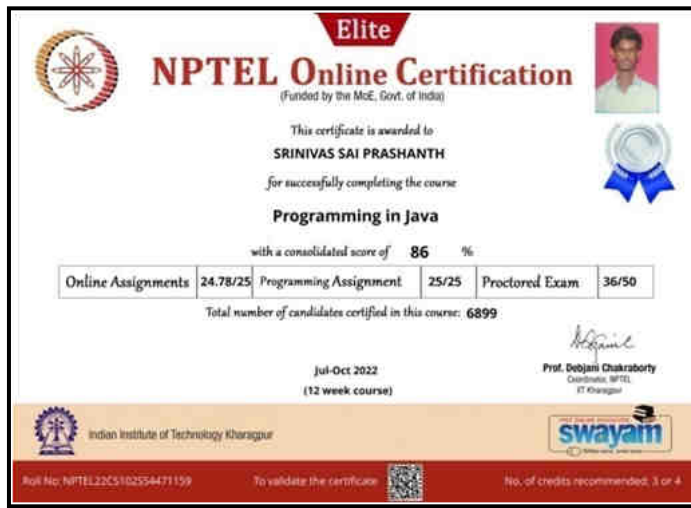 Elite
NPTEL Online Certification
(Funded by the MoE, Govt. of India)
This certificate is awarded to
SRINIVAS SAI PRASHANTH
for successfully completing the course
Programming in Java
with a consolidated score of 86 %
Online Assignments 24.78/25 Programming Assignment 25/25 Proctored Exam 36/50
Total number of candidates certified in this course: 6899
Jul-Oct 2022
(12 week course)
Prof. Debjani Chakraborty
Coordinator, NPTEL
IIT Kharagpur
Indian Institute of Technology Kharagpur
swayam
Roll No: NPTEL22CS102S54471159 To validate the certificate No. of credits recommended: 3 or 4